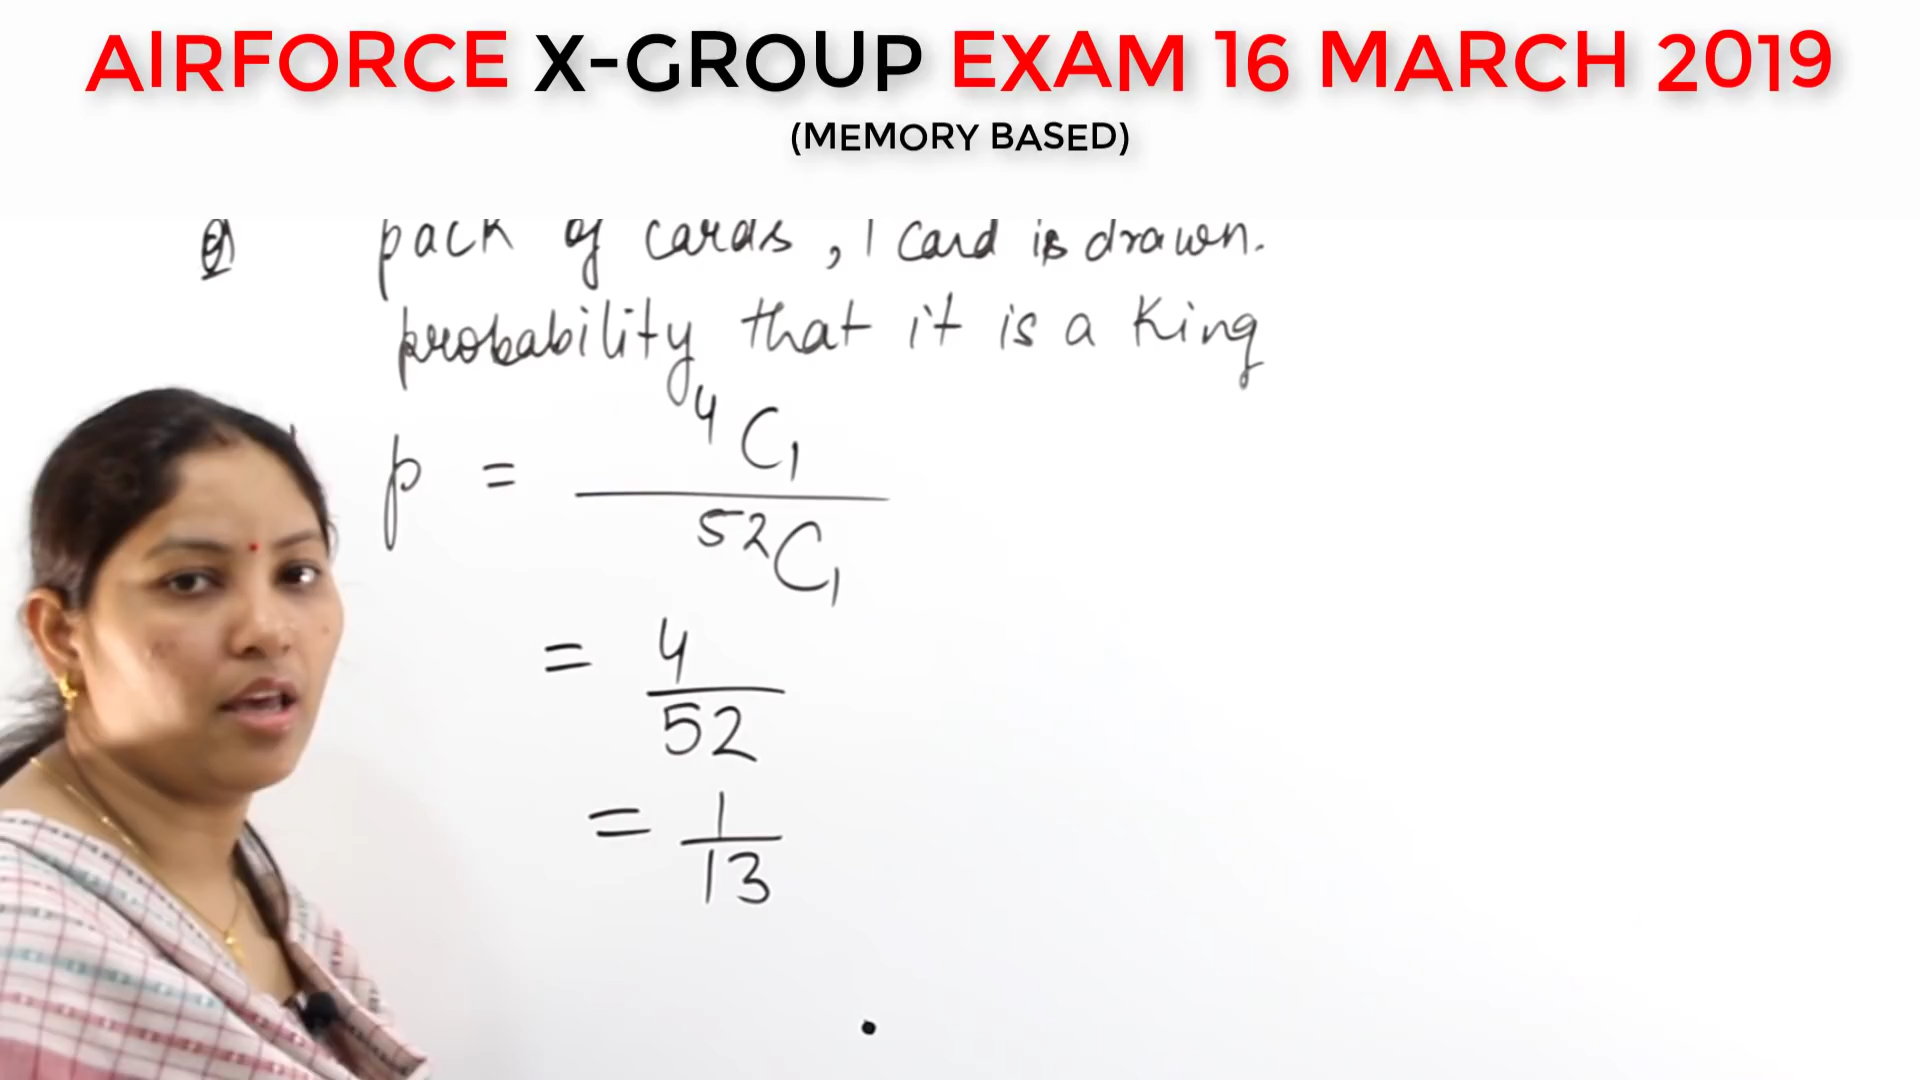 AIRFORCE X-GROUP EXAM 16 MARCH 2019
(MEMORY BASED)
Q) pack of cards, 1 card is drawn.
probability that it is a King
p = ⁴C₁ / ⁵²C₁
= 4 / 52
= 1 / 13